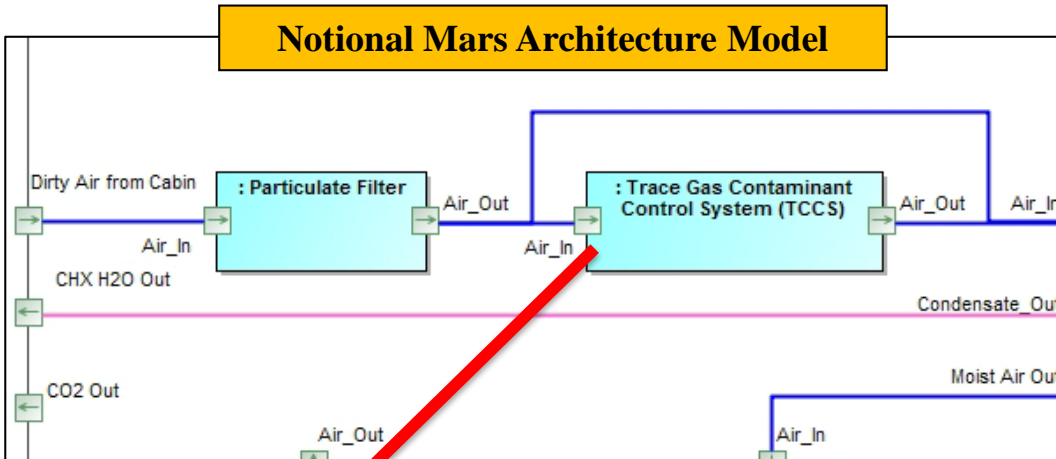 Notional Mars Architecture Model
Dirty Air from Cabin
: Particulate Filter
Air_Out
: Trace Gas Contaminant
Control System (TCCS)
Air_Out
Air_In
Air_In
Air_In
CHX H2O Out
Condensate_Out
CO2 Out
Moist Air Out
Air_Out
Air_In